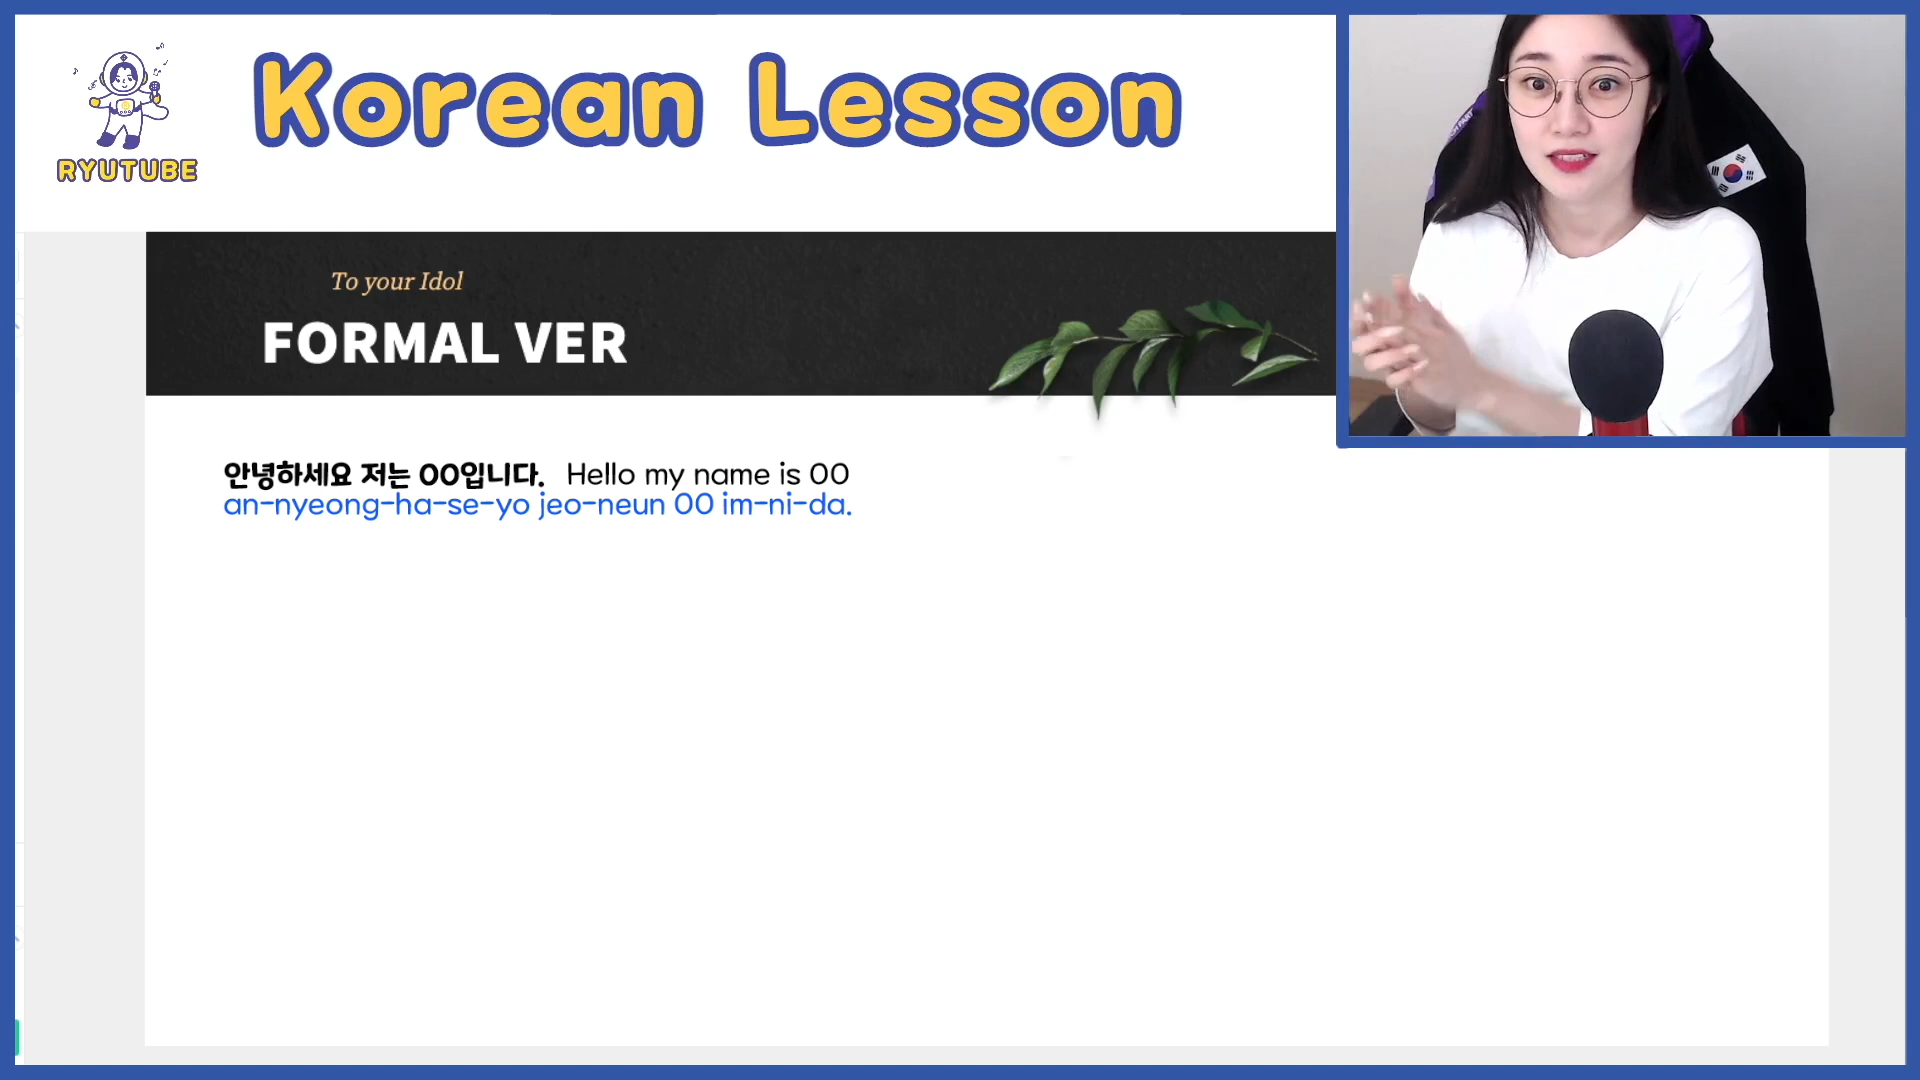 RYUTUBE
Korean Lesson
To your Idol
FORMAL VER
안녕하세요 저는 OO입니다. Hello my name is OO
an-nyeong-ha-se-yo jeo-neun OO im-ni-da.